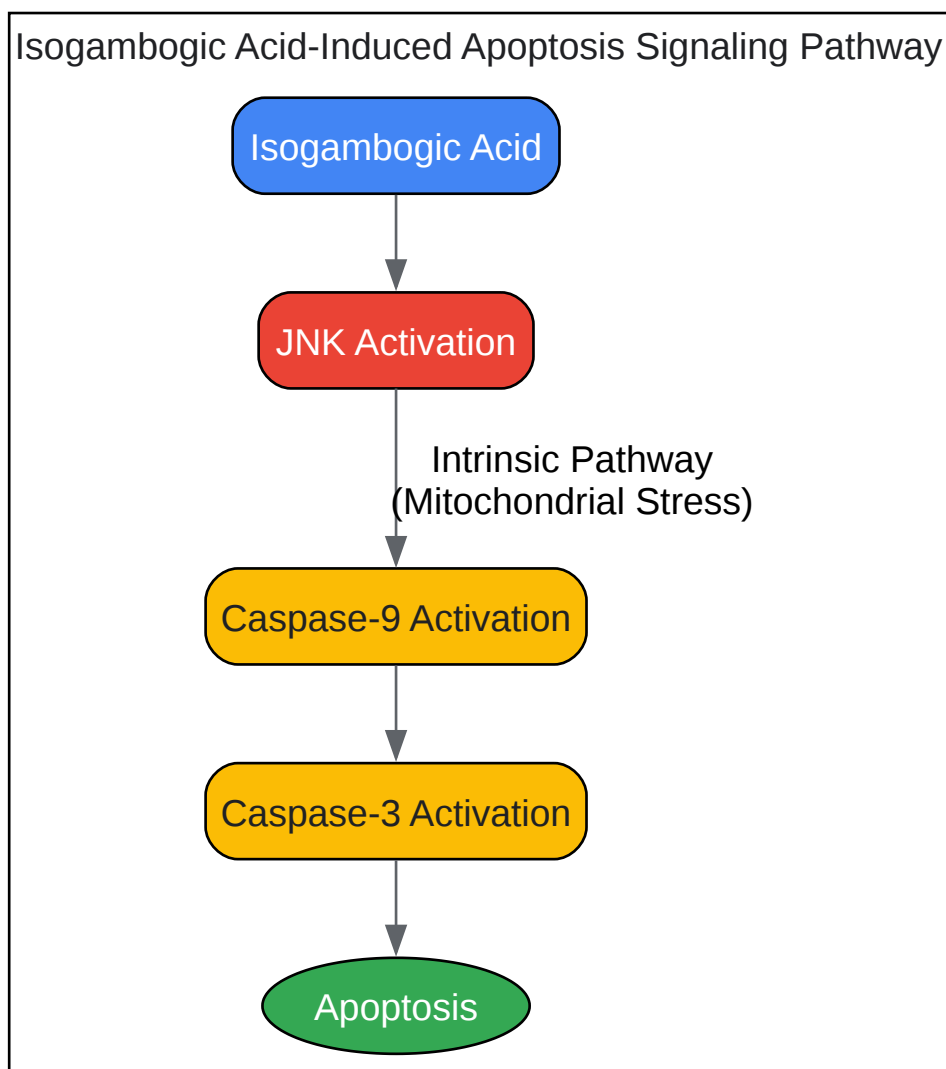 Isogambogic Acid-Induced Apoptosis Signaling Pathway
Isogambogic Acid
JNK Activation
Intrinsic Pathway
(Mitochondrial Stress)
Caspase-9 Activation
Caspase-3 Activation
Apoptosis